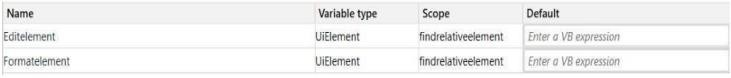 Name Variable type Scope Default
Editelement UiElement findrelativeelement Enter a VB expression
Formatelement UiElement findrelativeelement Enter a VB expression